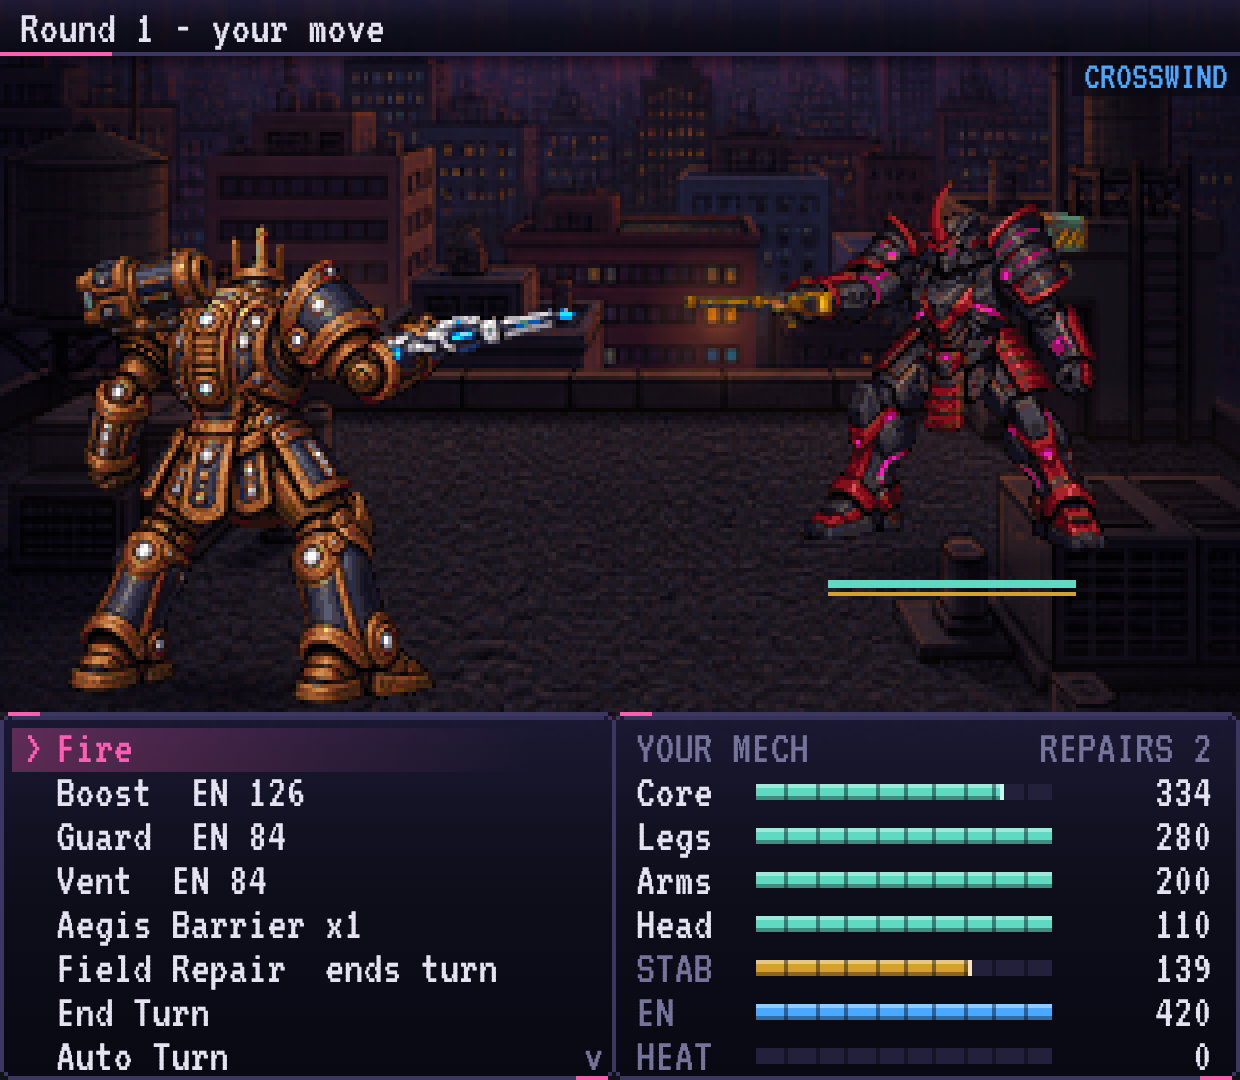 Round 1 - your move
CROSSWIND
> Fire
Boost EN 126
Guard EN 84
Vent EN 84
Aegis Barrier x1
Field Repair ends turn
End Turn
Auto Turn v
YOUR MECH REPAIRS 2
Core 334
Legs 280
Arms 200
Head 110
STAB 139
EN 420
HEAT 0